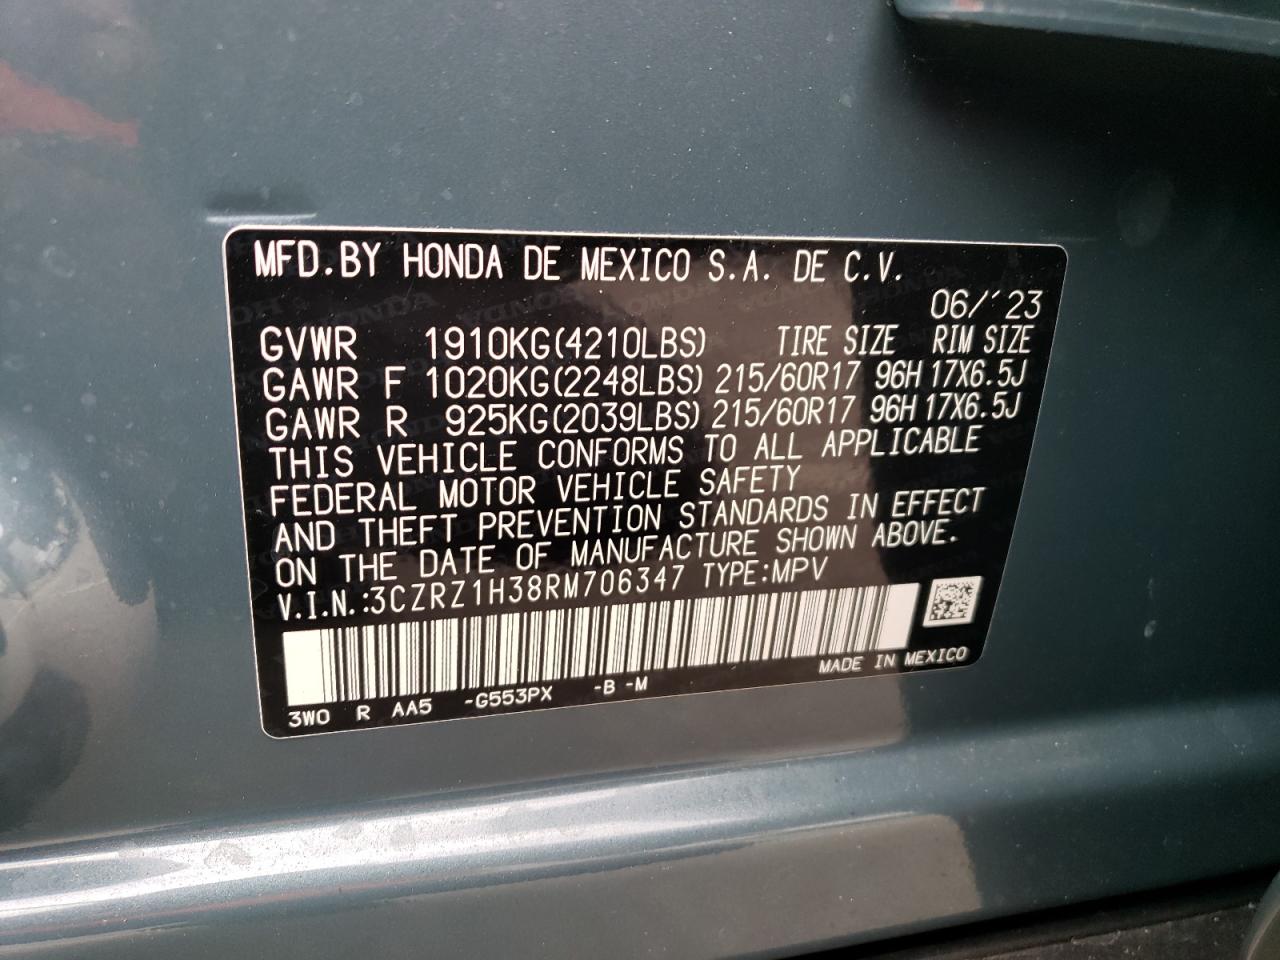 MFD.BY HONDA DE MEXICO S.A. DE C.V.
06/´23
GVWR 1910KG(4210LBS) TIRE SIZE RIM SIZE
GAWR F 1020KG(2248LBS) 215/60R17 96H 17X6.5J
GAWR R 925KG(2039LBS) 215/60R17 96H 17X6.5J
THIS VEHICLE CONFORMS TO ALL APPLICABLE
FEDERAL MOTOR VEHICLE SAFETY
AND THEFT PREVENTION STANDARDS IN EFFECT
ON THE DATE OF MANUFACTURE SHOWN ABOVE.
V.I.N.:3CZRZ1H38RM706347 TYPE:MPV
MADE IN MEXICO
3WO R AA5 -G553PX -B -M